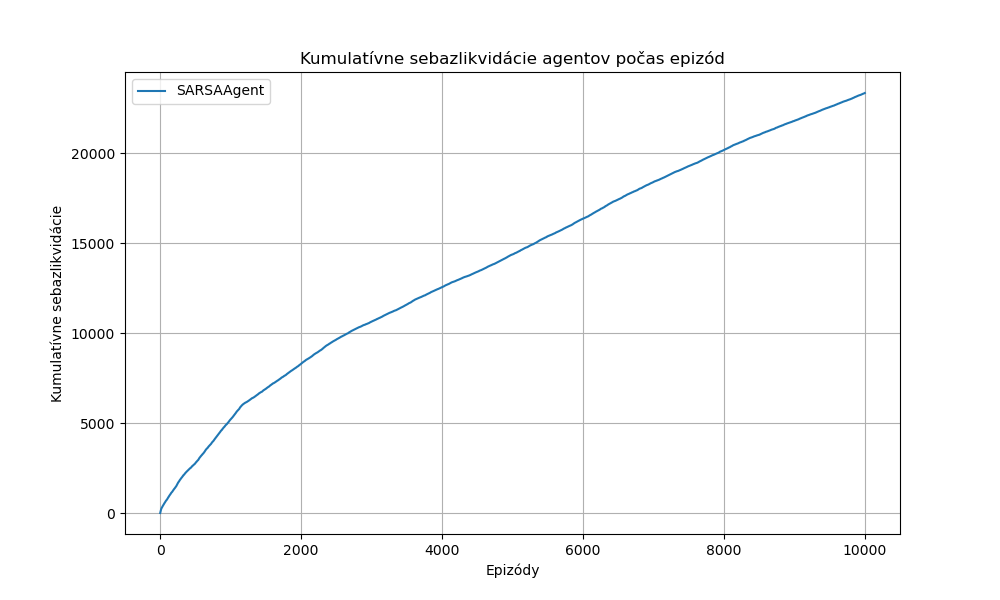 Kumulatívne sebazlikvidácie agentov počas epizód
SARSAAgent
Kumulatívne sebazlikvidácie
20000
15000
10000
5000
0
0 2000 4000 6000 8000 10000
Epizódy